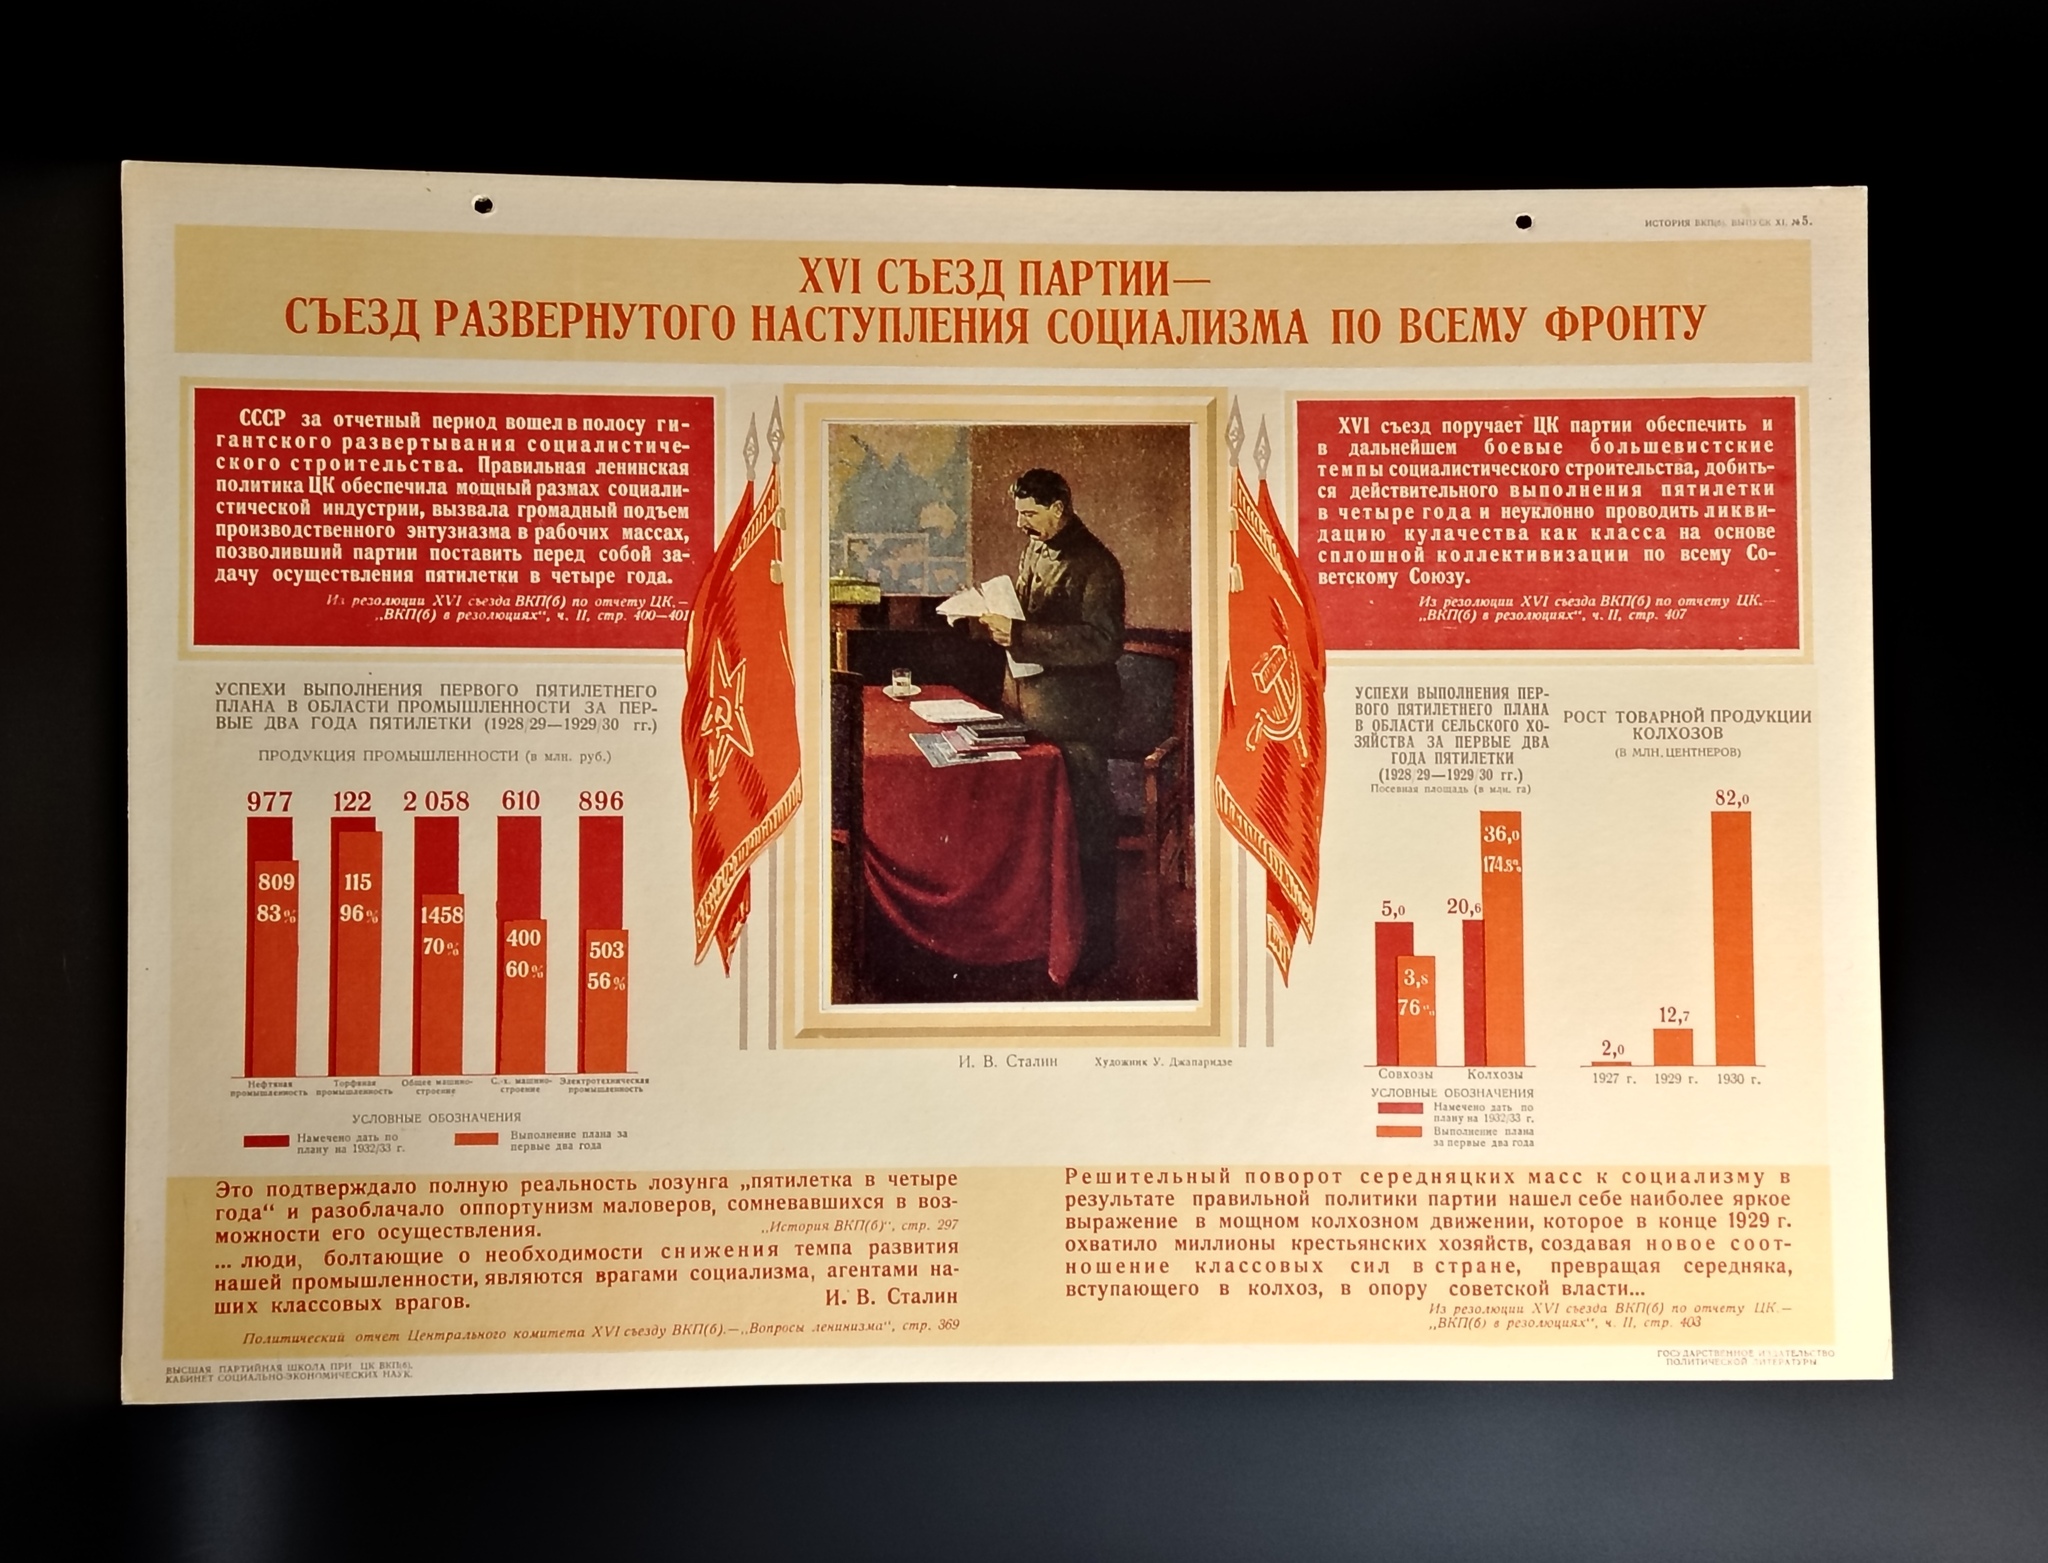 ИСТОРИЯ ВКП(б). ВЫПУСК XI. №5.
XVI СЪЕЗД ПАРТИИ—
СЪЕЗД РАЗВЕРНУТОГО НАСТУПЛЕНИЯ СОЦИАЛИЗМА ПО ВСЕМУ ФРОНТУ
СССР за отчетный период вошел в полосу ги-
гантского развертывания социалистиче-
ского строительства. Правильная ленинская
политика ЦК обеспечила мощный размах социали-
стической индустрии, вызвала громадный подъем
производственного энтузиазма в рабочих массах,
позволивший партии поставить перед собой за-
дачу осуществления пятилетки в четыре года.
Из резолюции XVI съезда ВКП(б) по отчету ЦК.—
„ВКП(б) в резолюциях“, ч. II, стр. 400—401
XVI съезд поручает ЦК партии обеспечить и
в дальнейшем боевые большевистские
темпы социалистического строительства, добить-
ся действительного выполнения пятилетки
в четыре года и неуклонно проводить ликви-
дацию кулачества как класса на основе
сплошной коллективизации по всему Со-
ветскому Союзу.
Из резолюции XVI съезда ВКП(б) по отчету ЦК.—
„ВКП(б) в резолюциях“, ч. II, стр. 407
УСПЕХИ ВЫПОЛНЕНИЯ ПЕРВОГО ПЯТИЛЕТНЕГО
ПЛАНА В ОБЛАСТИ ПРОМЫШЛЕННОСТИ ЗА ПЕР-
ВЫЕ ДВА ГОДА ПЯТИЛЕТКИ (1928/29—1929/30 гг.)
ПРОДУКЦИЯ ПРОМЫШЛЕННОСТИ (в млн. руб.)
977 122 2 058 610 896
809 115 1458 400 503
83% 96% 70% 60% 56%
Нефтяная промышленность
Торфяная промышленность
Общее машино-
строение
С.-х. машино-
строение
Электротехническая
промышленность
УСЛОВНЫЕ ОБОЗНАЧЕНИЯ
Намечено дать по
плану на 1932/33 г.
Выполнение плана за
первые два года
И. В. Сталин Художник У. Джапаридзе
УСПЕХИ ВЫПОЛНЕНИЯ ПЕР-
ВОГО ПЯТИЛЕТНЕГО ПЛАНА
В ОБЛАСТИ СЕЛЬСКОГО ХО-
ЗЯЙСТВА ЗА ПЕРВЫЕ ДВА
ГОДА ПЯТИЛЕТКИ
(1928/29—1929/30 гг.)
Посевная площадь (в млн. га)
5,0 20,6 36,0
174.8%
3,8
76%
Совхозы Колхозы
УСЛОВНЫЕ ОБОЗНАЧЕНИЯ
Намечено дать по
плану на 1932/33 г.
Выполнение плана
за первые два года
РОСТ ТОВАРНОЙ ПРОДУКЦИИ
КОЛХОЗОВ
(В МЛН. ЦЕНТНЕРОВ)
2,0 12,7 82,0
1927 г. 1929 г. 1930 г.
Это подтверждало полную реальность лозунга „пятилетка в четыре
года“ и разоблачало оппортунизм маловеров, сомневавшихся в воз-
можности его осуществления.
„История ВКП(б)“, стр. 297
... люди, болтающие о необходимости снижения темпа развития
нашей промышленности, являются врагами социализма, агентами на-
ших классовых врагов.
И. В. Сталин
Политический отчет Центрального комитета XVI съезду ВКП(б).—„Вопросы ленинизма“, стр. 369
Решительный поворот середняцких масс к социализму в
результате правильной политики партии нашел себе наиболее яркое
выражение в мощном колхозном движении, которое в конце 1929 г.
охватило миллионы крестьянских хозяйств, создавая новое соот-
ношение классовых сил в стране, превращая середняка,
вступающего в колхоз, в опору советской власти...
Из резолюции XVI съезда ВКП(б) по отчету ЦК —
„ВКП(б) в резолюциях“, ч. II, стр. 403
ВЫСШАЯ ПАРТИЙНАЯ ШКОЛА ПРИ ЦК ВКП(б).
КАБИНЕТ СОЦИАЛЬНО-ЭКОНОМИЧЕСКИХ НАУК.
ГОСУДАРСТВЕННОЕ ИЗДАТЕЛЬСТВО
ПОЛИТИЧЕСКОЙ ЛИТЕРАТУРЫ